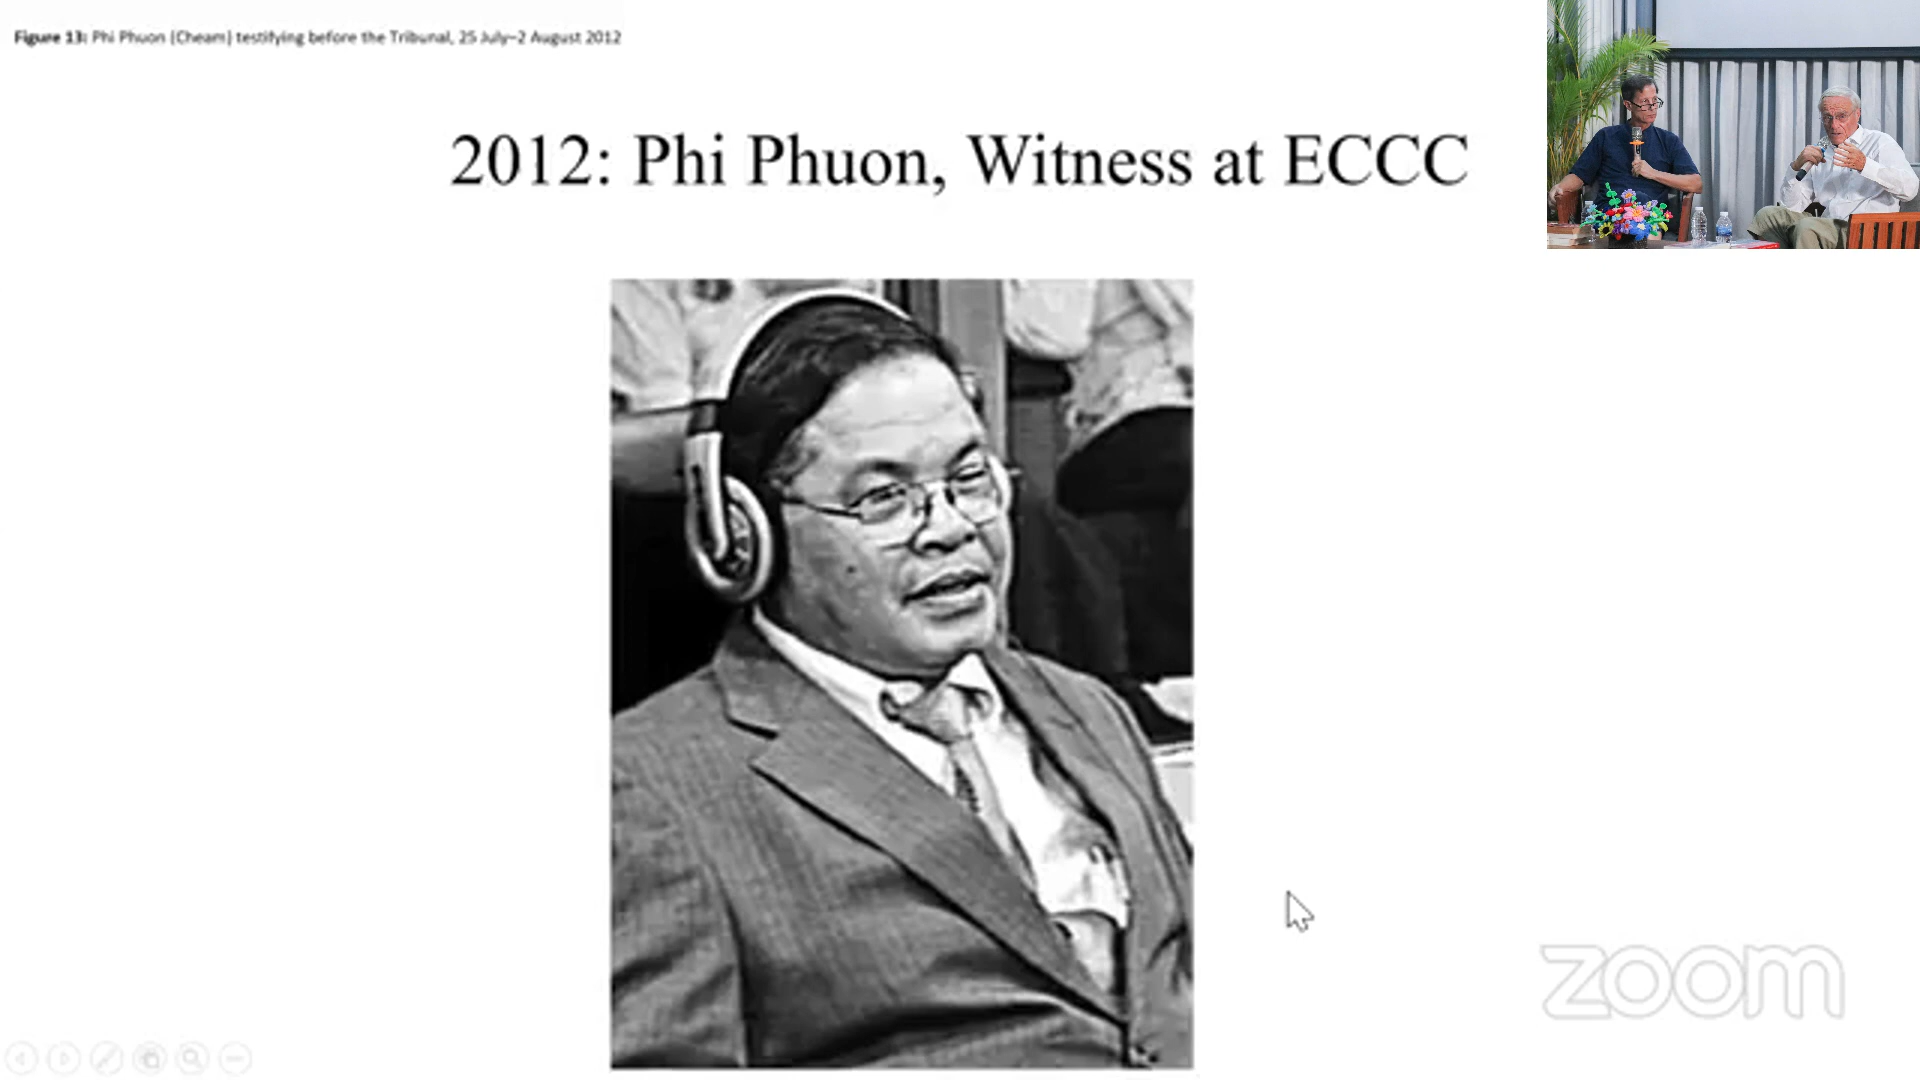 Figure 13: Phi Phuon (Cheam) testifying before the Tribunal, 25 July–2 August 2012
2012: Phi Phuon, Witness at ECCC
zoom